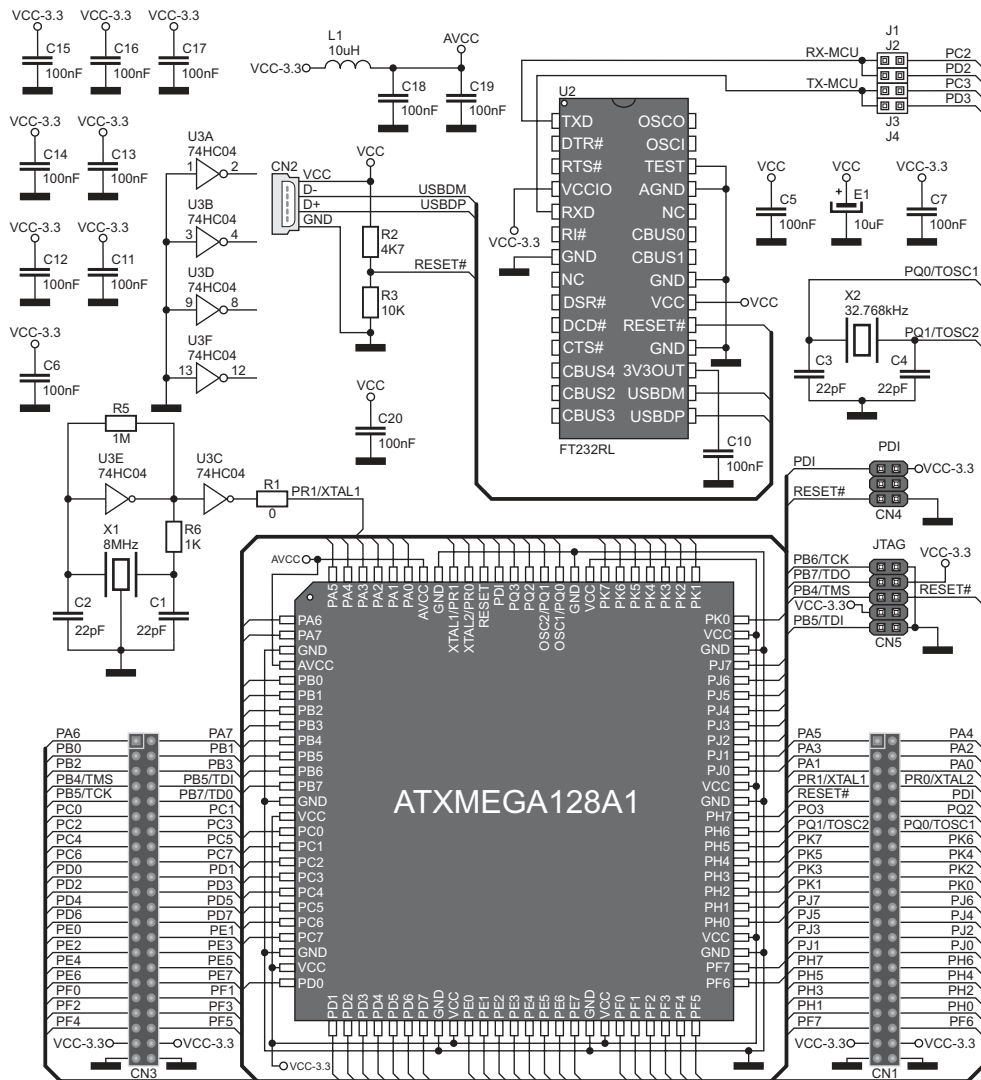 VCC-3.3 VCC-3.3 VCC-3.3
C15 C16 C17
100nF 100nF 100nF
L1
10uH
VCC-3.3 AVCC
C18 C19
100nF 100nF
J1
J2
RX-MCU PC2
PD2
TX-MCU PC3
PD3
J3
J4
VCC-3.3 VCC-3.3
C14 C13
100nF 100nF
VCC-3.3 VCC-3.3
C12 C11
100nF 100nF
VCC-3.3
C6
100nF
U3A
74HC04
1 2
U3B
74HC04
3 4
U3D
74HC04
9 8
U3F
74HC04
13 12
CN2
VCC
VCC
D- USBDM
D+ USBDP
GND
R2
4K7
RESET#
R3
10K
VCC
C20
100nF
U2
TXD OSCO
DTR# OSCI
RTS# TEST
VCCIO AGND
RXD NC
RI# CBUS0
GND CBUS1
NC GND
DSR# VCC
DCD# RESET#
CTS# GND
CBUS4 3V3OUT
CBUS2 USBDM
CBUS3 USBDP
FT232RL
VCC-3.3
VCC
C10
100nF
VCC VCC VCC-3.3
C5 + E1 C7
100nF 10uF 100nF
PQ0/TOSC1
X2
32.768kHz
PQ1/TOSC2
C3 C4
22pF 22pF
R5
1M
U3E U3C
74HC04 74HC04
R1
0
PR1/XTAL1
X1
8MHz
R6
1K
C2 C1
22pF 22pF
PDI
PDI VCC-3.3
RESET#
CN4
JTAG
PB6/TCK VCC-3.3
PB7/TDO
PB4/TMS RESET#
VCC-3.3
PB5/TDI
CN5
AVCC
PA5
PA4
PA3
PA2
PA1
PA0
AVCC
GND
XTAL1/PR1
XTAL2/PR0
RESET
PDI
PQ3
PQ2
OSC2/PQ1
OSC1/PQ0
GND
VCC
PK7
PK6
PK5
PK4
PK3
PK2
PK1
PA6
PA7
GND
AVCC
PB0
PB1
PB2
PB3
PB4
PB5
PB6
PB7
GND
VCC
PC0
PC1
PC2
PC3
PC4
PC5
PC6
PC7
GND
VCC
PD0
ATXMEGA128A1
PK0
VCC
GND
PJ7
PJ6
PJ5
PJ4
PJ3
PJ2
PJ1
PJ0
VCC
GND
PH7
PH6
PH5
PH4
PH3
PH2
PH1
PH0
VCC
GND
PF7
PF6
PD1
PD2
PD3
PD4
PD5
PD6
PD7
GND
VCC
PE0
PE1
PE2
PE3
PE4
PE5
PE6
PE7
GND
VCC
PF0
PF1
PF2
PF3
PF4
PF5
VCC-3.3
PA6 PA7
PB0 PB1
PB2 PB3
PB4/TMS PB5/TDI
PB5/TCK PB7/TD0
PC0 PC1
PC2 PC3
PC4 PC5
PC6 PC7
PD0 PD1
PD2 PD3
PD4 PD5
PD6 PD7
PE0 PE1
PE2 PE3
PE4 PE5
PE6 PE7
PF0 PF1
PF2 PF3
PF4 PF5
VCC-3.3 VCC-3.3
CN3
PA5 PA4
PA3 PA2
PA1 PA0
PR1/XTAL1 PR0/XTAL2
RESET# PDI
PO3 PQ2
PQ1/TOSC2 PQ0/TOSC1
PK7 PK6
PK5 PK4
PK3 PK2
PK1 PK0
PJ7 PJ6
PJ5 PJ4
PJ3 PJ2
PJ1 PJ0
PH7 PH6
PH5 PH4
PH3 PH2
PH1 PH0
PF7 PF6
VCC-3.3 VCC-3.3
CN1